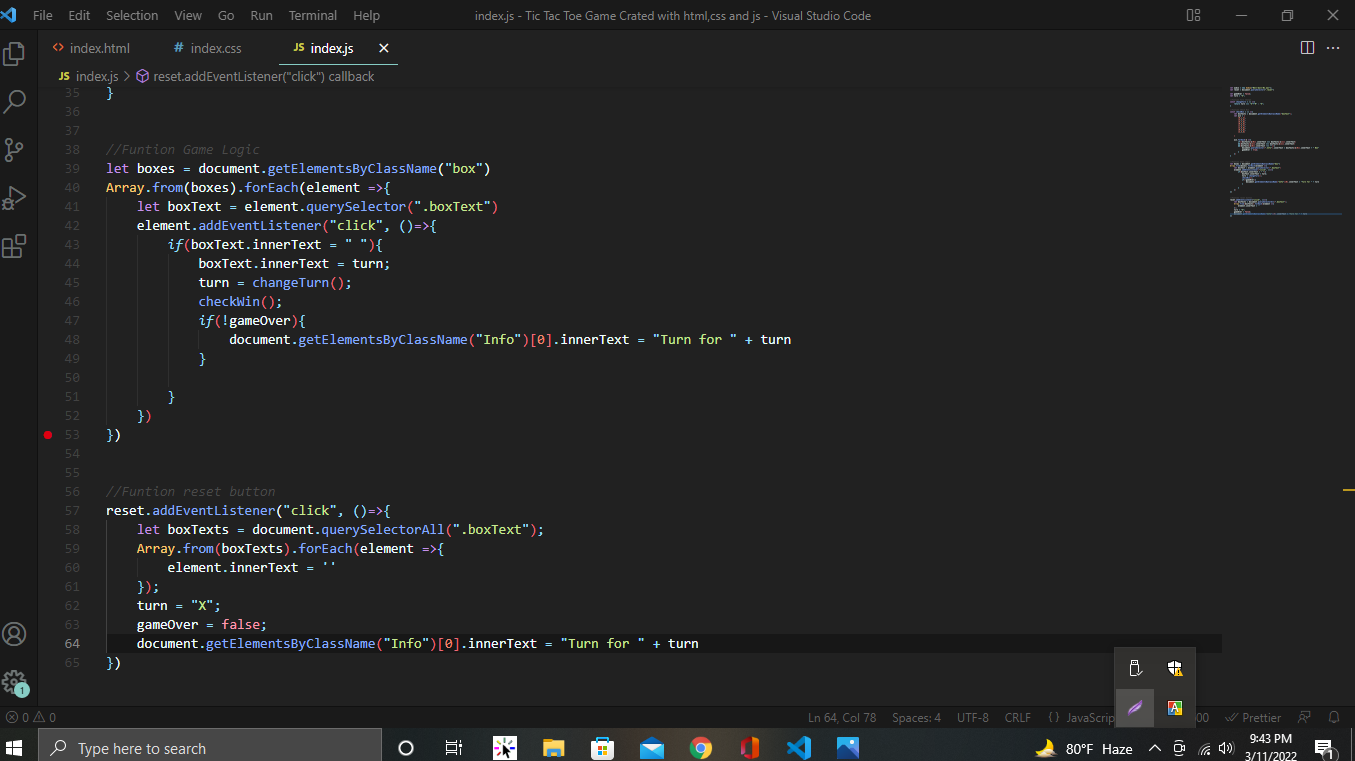 File Edit Selection View Go Run Terminal Help
index.js - Tic Tac Toe Game Crated with html,css and js - Visual Studio Code
<> index.html
# index.css
JS index.js
JS index.js > reset.addEventListener("click") callback
35 }
36
37
38 //Funtion Game Logic
39 let boxes = document.getElementsByClassName("box")
40 Array.from(boxes).forEach(element =>{
41     let boxText = element.querySelector(".boxText")
42     element.addEventListener("click", ()=>{
43         if(boxText.innerText = " "){
44             boxText.innerText = turn;
45             turn = changeTurn();
46             checkWin();
47             if(!gameOver){
48                 document.getElementsByClassName("Info")[0].innerText = "Turn for " + turn
49             }
50
51         }
52     })
53 })
54
55
56 //Funtion reset button
57 reset.addEventListener("click", ()=>{
58     let boxTexts = document.querySelectorAll(".boxText");
59     Array.from(boxTexts).forEach(element =>{
60         element.innerText = ''
61     });
62     turn = "X";
63     gameOver = false;
64     document.getElementsByClassName("Info")[0].innerText = "Turn for " + turn
65 })
1
A
0 0
Ln 64, Col 78 Spaces: 4 UTF-8 CRLF {} JavaScrip 00 Prettier
Type here to search
80°F Haze
9:43 PM
3/11/2022
1